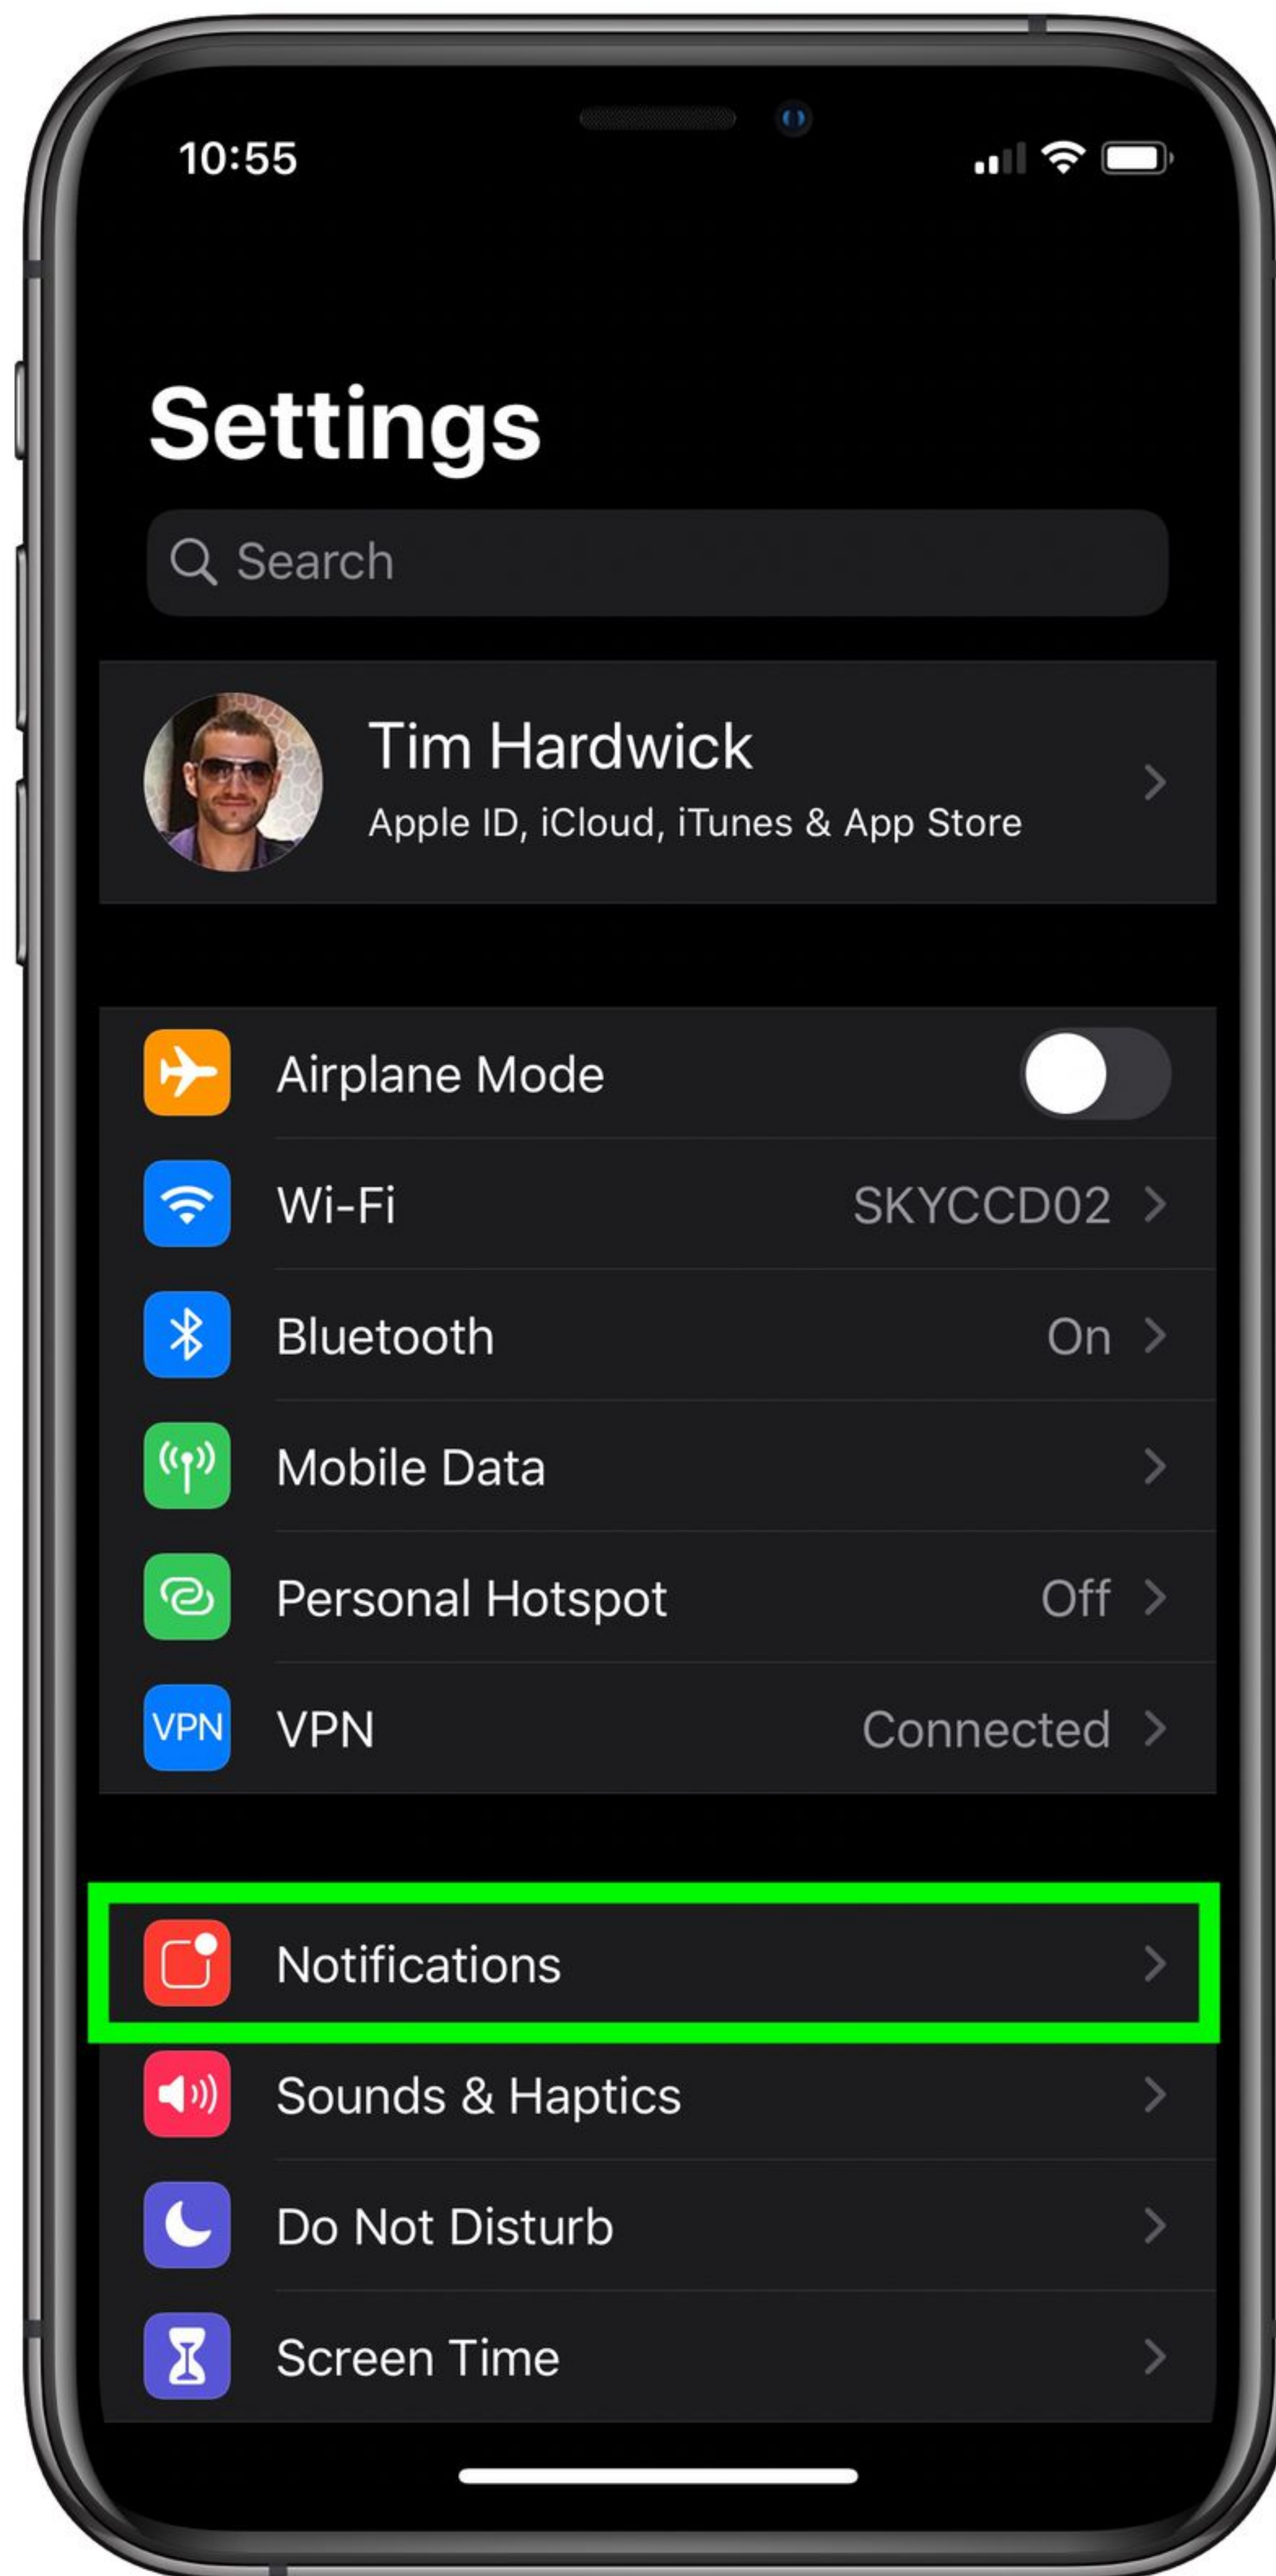 10:55
Settings
Search
Tim Hardwick
Apple ID, iCloud, iTunes & App Store
Airplane Mode
Wi-Fi SKYCCD02
Bluetooth On
Mobile Data
Personal Hotspot Off
VPN VPN Connected
Notifications
Sounds & Haptics
Do Not Disturb
Screen Time